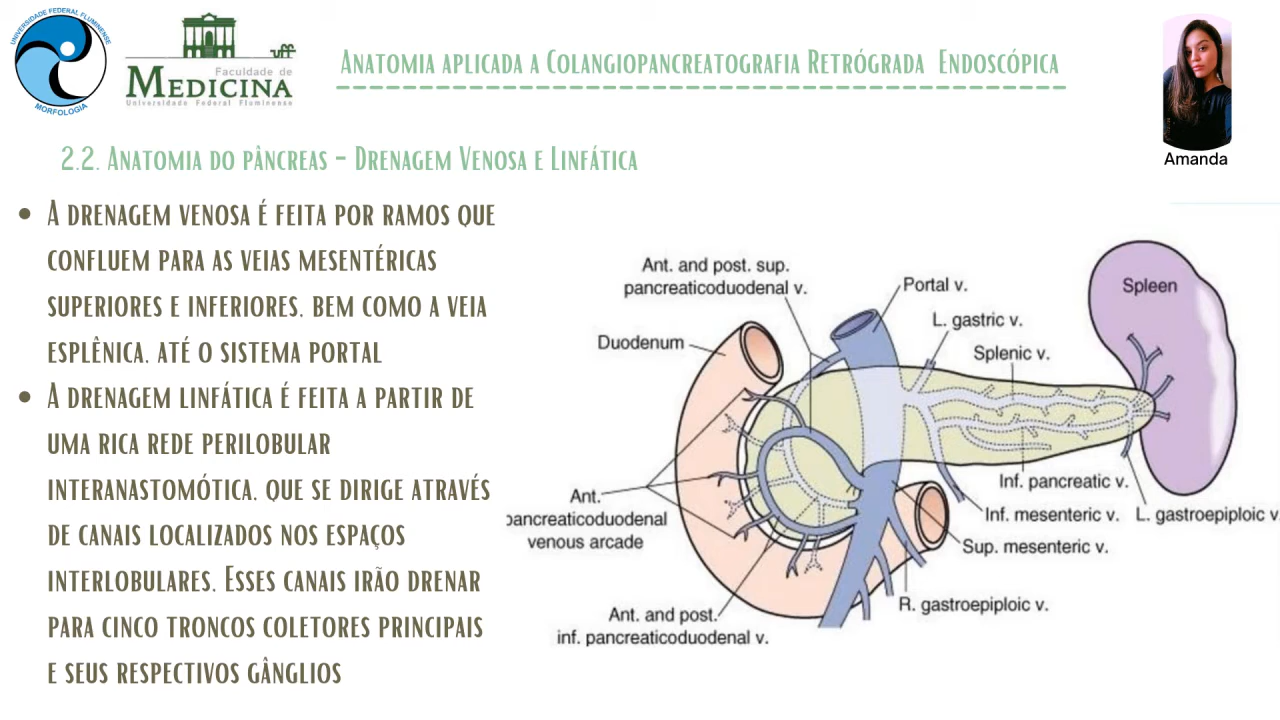 UNIVERSIDADE FEDERAL FLUMINENSE
MORFOLOGIA
uff
Faculdade de
MEDICINA
Universidade Federal Fluminense
Anatomia aplicada a Colangiopancreatografia Retrógrada Endoscópica
Amanda
2.2. Anatomia do pâncreas - Drenagem Venosa e Linfática
• A drenagem venosa é feita por ramos que
confluem para as veias mesentéricas
superiores e inferiores, bem como a veia
esplênica, até o sistema portal
• A drenagem linfática é feita a partir de
uma rica rede perilobular
interanastomótica, que se dirige através
de canais localizados nos espaços
interlobulares. Esses canais irão drenar
para cinco troncos coletores principais
e seus respectivos gânglios
Ant. and post. sup.
pancreaticoduodenal v.
Portal v.
Spleen
L. gastric v.
Duodenum
Splenic v.
Inf. pancreatic v.
Ant.
pancreaticoduodenal
venous arcade
Inf. mesenteric v.
L. gastroepiploic v.
Sup. mesenteric v.
R. gastroepiploic v.
Ant. and post.
inf. pancreaticoduodenal v.